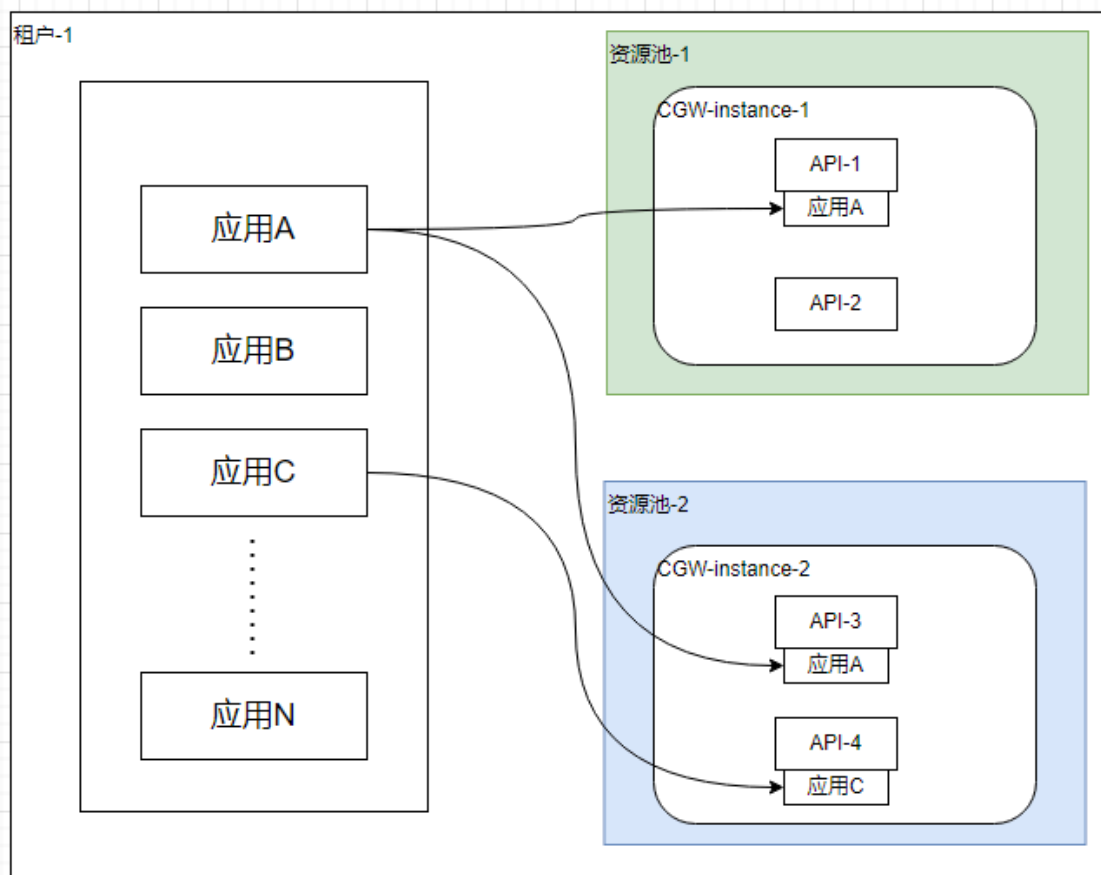 租户-1
应用A
应用B
应用C
应用N
资源池-1
CGW-instance-1
API-1
应用A
API-2
资源池-2
CGW-instance-2
API-3
应用A
API-4
应用C